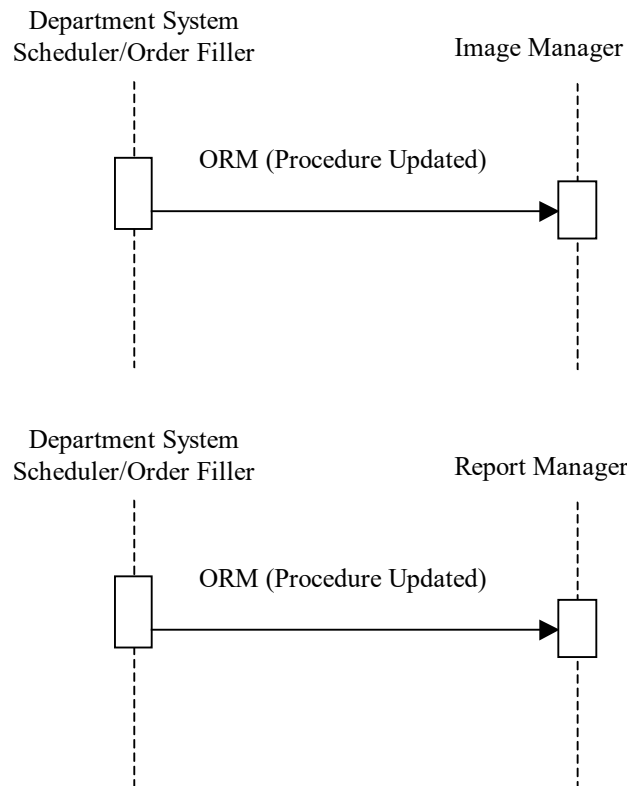 Department System
Scheduler/Order Filler
Image Manager
ORM (Procedure Updated)
Department System
Scheduler/Order Filler
Report Manager
ORM (Procedure Updated)